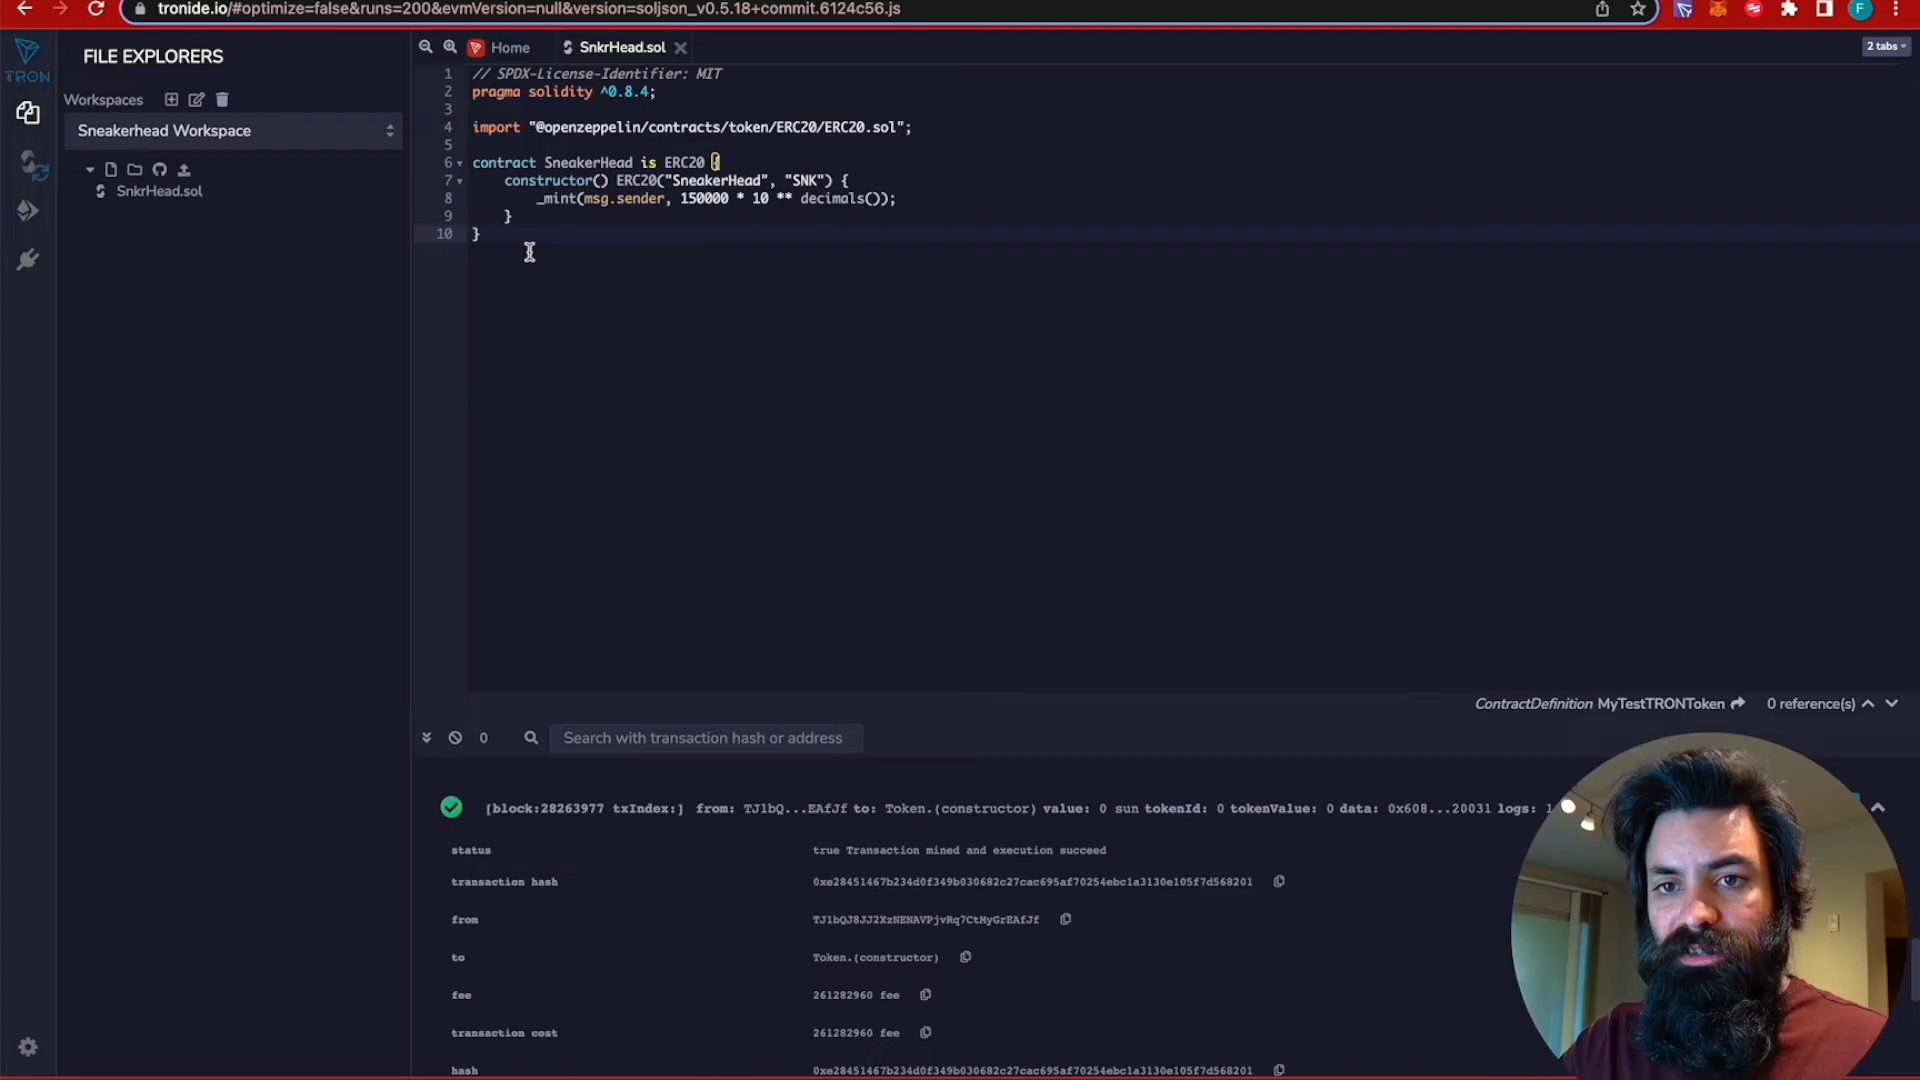 tronide.io/#optimize=false&runs=200&evmVersion=null&version=soljson_v0.5.18+commit.6124c56.js
F
TRON
FILE EXPLORERS
Home
SnkrHead.sol
2 tabs
Workspaces
Sneakerhead Workspace
SnkrHead.sol
1 // SPDX-License-Identifier: MIT
2 pragma solidity ^0.8.4;
3
4 import "@openzeppelin/contracts/token/ERC20/ERC20.sol";
5
6 contract SneakerHead is ERC20 {
7 constructor() ERC20("SneakerHead", "SNK") {
8 _mint(msg.sender, 150000 * 10 ** decimals());
9 }
10 }
ContractDefinition MyTestTRONToken 0 reference(s)
0 Search with transaction hash or address
[block:28263977 txIndex:] from: TJ1bQ...EAfJf to: Token.(constructor) value: 0 sun tokenId: 0 tokenValue: 0 data: 0x608...20031 logs: 1
status true Transaction mined and execution succeed
transaction hash 0xe28451467b234d0f349b030682c27cac695af70254ebc1a3130e105f7d568201
from TJ1bQJ8JJ2XzNENAVPjvRq7CtMyGrEAfJf
to Token.(constructor)
fee 261282960 fee
transaction cost 261282960 fee
hash 0xe28451467b234d0f349b030682c27cac695af70254ebc1a3130e105f7d568201